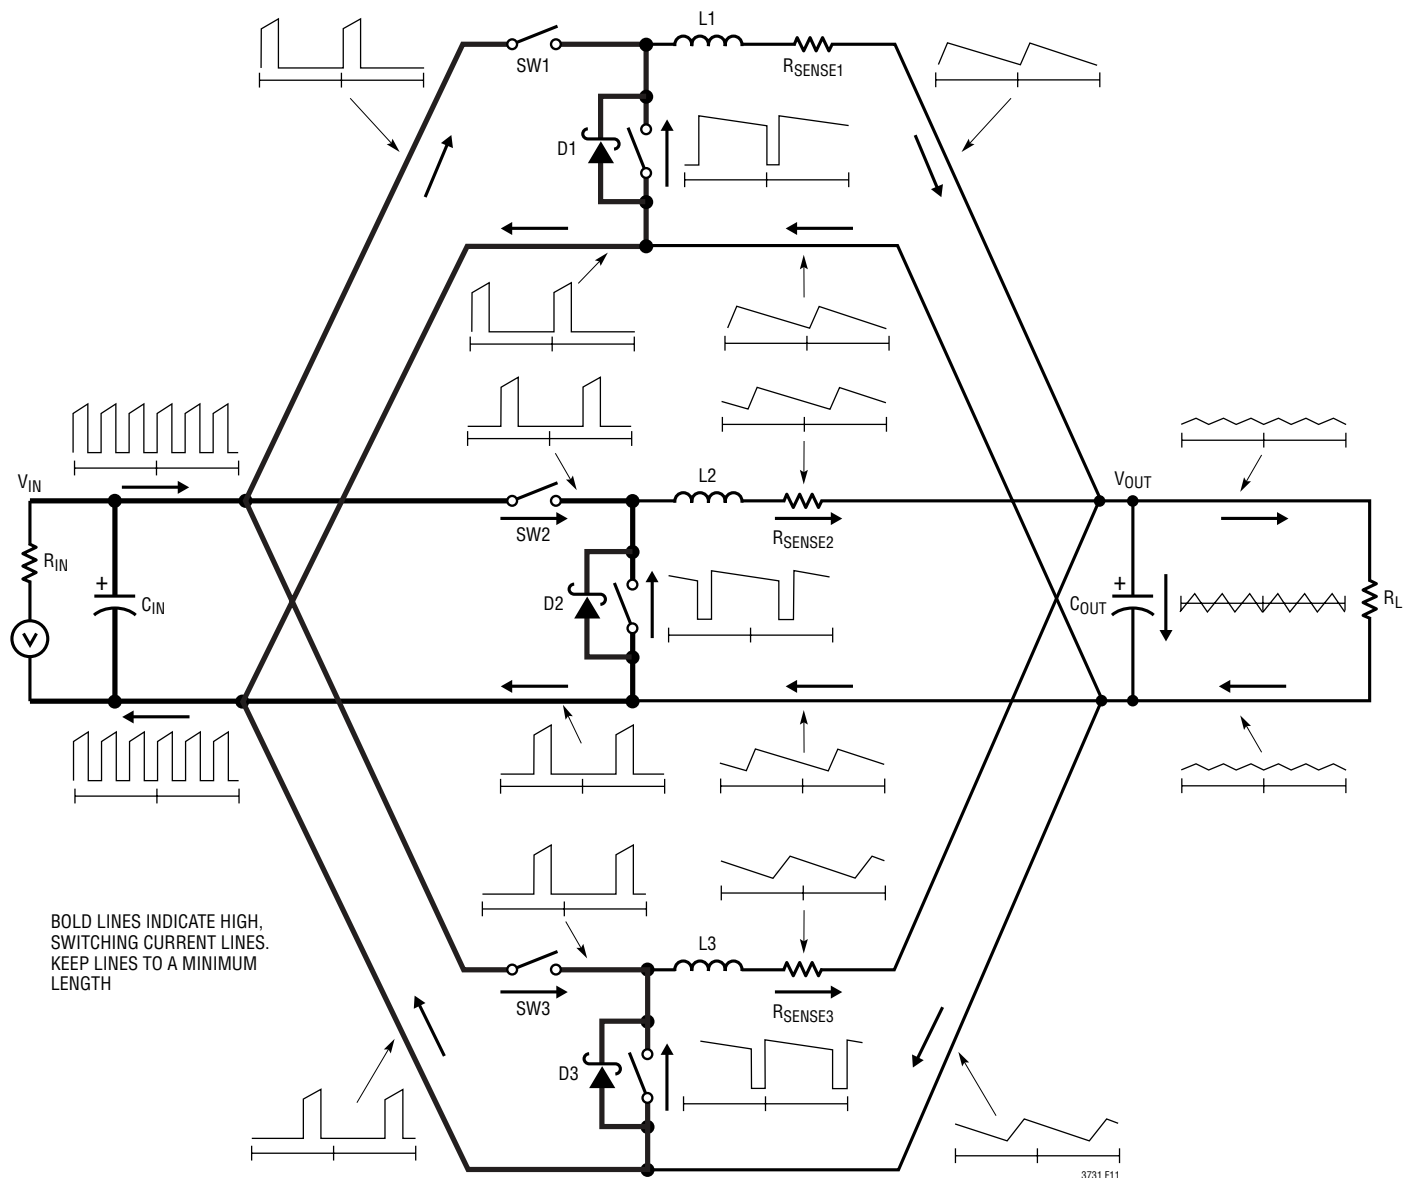 L1
SW1
RSENSE1
D1
VIN
L2
VOUT
SW2
RSENSE2
RIN
+
CIN
V
D2
+
COUT
RL
BOLD LINES INDICATE HIGH,
SWITCHING CURRENT LINES.
KEEP LINES TO A MINIMUM
LENGTH
L3
SW3
RSENSE3
D3
3731 F11